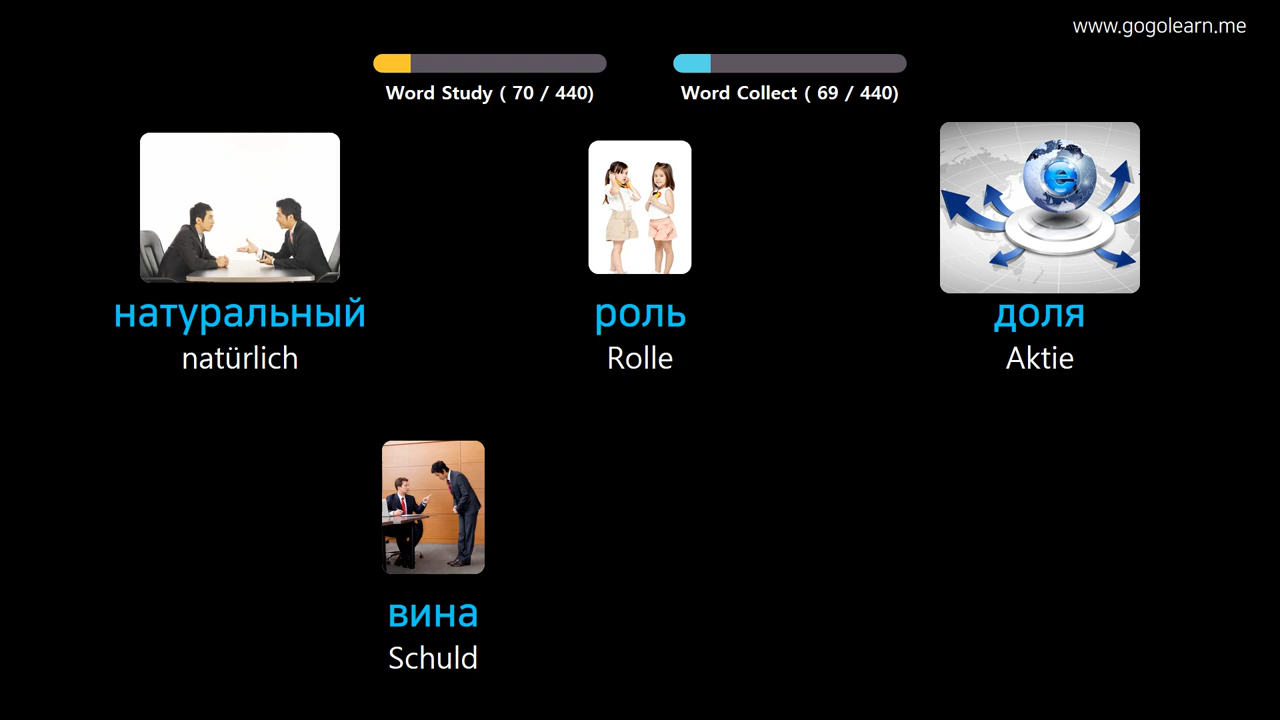 www.gogolearn.me
Word Study ( 70 / 440)
Word Collect ( 69 / 440)
натуральный
natürlich
роль
Rolle
e
доля
Aktie
вина
Schuld